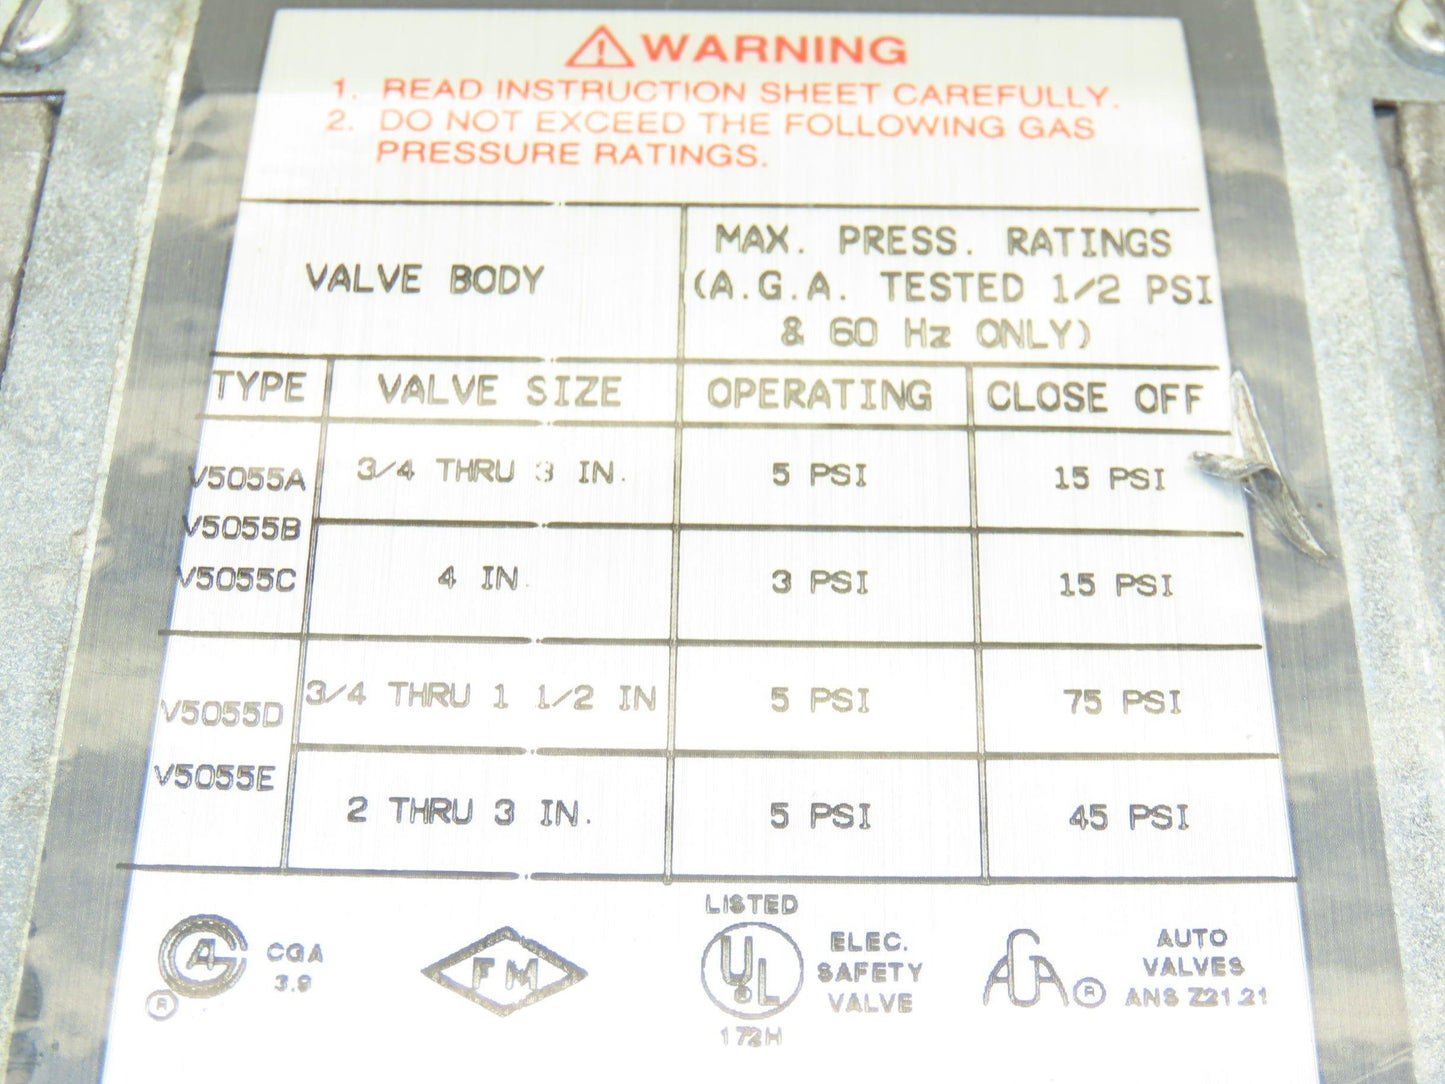 WARNING
1. READ INSTRUCTION SHEET CAREFULLY.
2. DO NOT EXCEED THE FOLLOWING GAS
PRESSURE RATINGS.
VALVE BODY
MAX. PRESS. RATINGS
(A.G.A. TESTED 1/2 PSI
& 60 Hz ONLY)
TYPE VALVE SIZE OPERATING CLOSE OFF
V5055A
V5055B
V5055C
3/4 THRU 3 IN. 5 PSI 15 PSI
4 IN. 3 PSI 15 PSI
V5055D
V5055E
3/4 THRU 1 1/2 IN 5 PSI 75 PSI
2 THRU 3 IN. 5 PSI 45 PSI
CGA
3.9
®
FM
LISTED
UL
®
172H
ELEC.
SAFETY
VALVE
AGA ®
AUTO
VALVES
ANS Z21.21